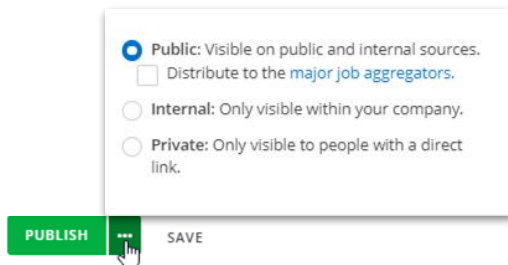 Public: Visible on public and internal sources.
Distribute to the major job aggregators.
Internal: Only visible within your company.
Private: Only visible to people with a direct
link.
PUBLISH ... SAVE